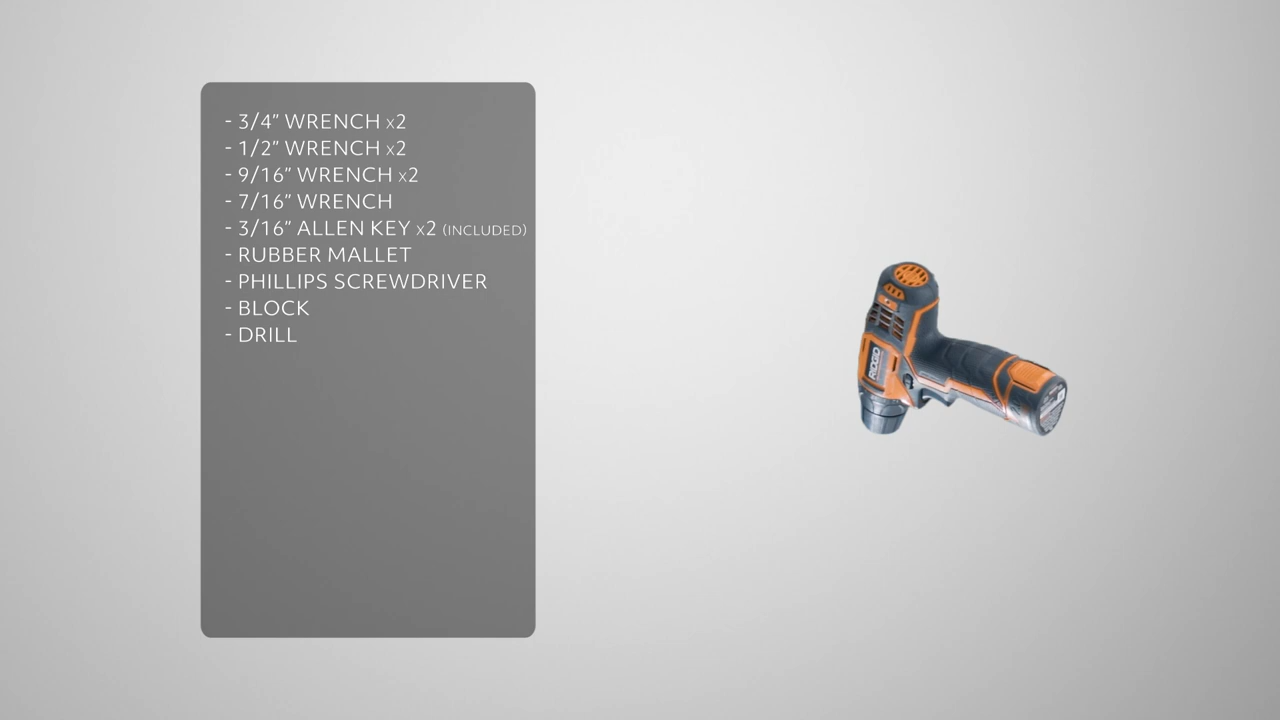 - 3/4” WRENCH x2
- 1/2” WRENCH x2
- 9/16” WRENCH x2
- 7/16” WRENCH
- 3/16” ALLEN KEY x2 (INCLUDED)
- RUBBER MALLET
- PHILLIPS SCREWDRIVER
- BLOCK
- DRILL
RIDGID